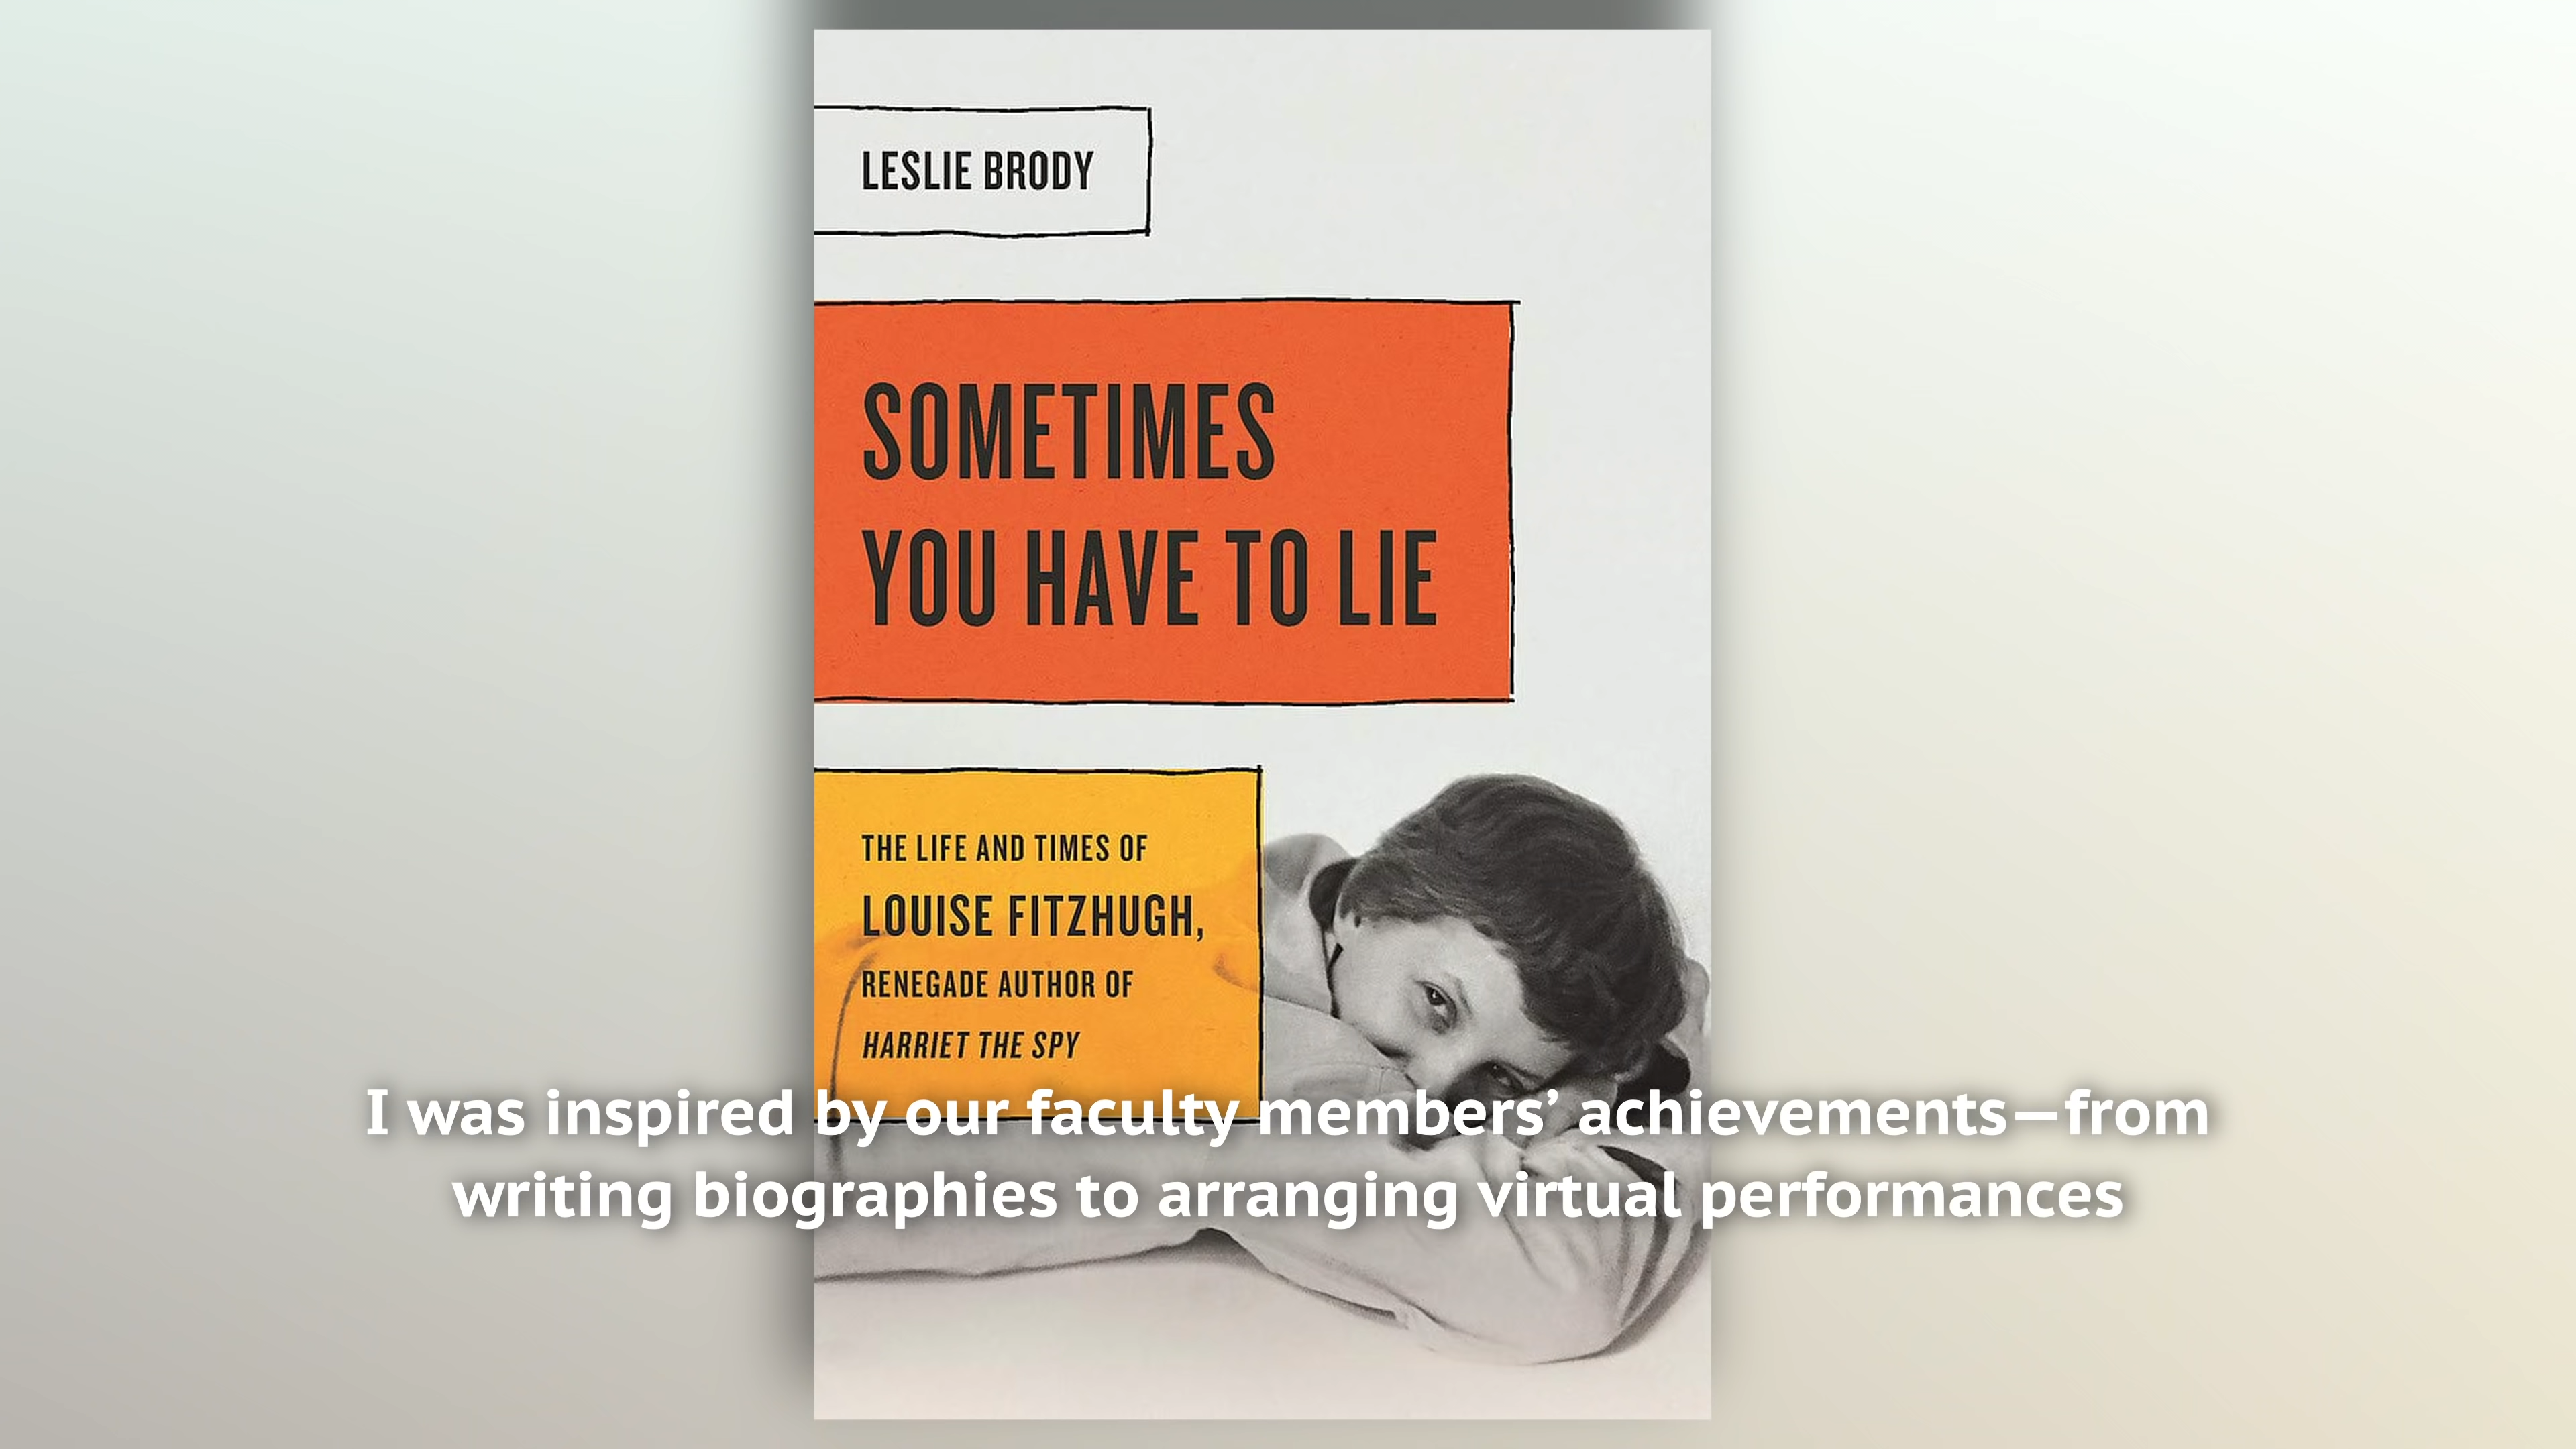 LESLIE BRODY
SOMETIMES
YOU HAVE TO LIE
THE LIFE AND TIMES OF
LOUISE FITZHUGH,
RENEGADE AUTHOR OF
HARRIET THE SPY
I was inspired by our faculty members’ achievements—from
writing biographies to arranging virtual performances